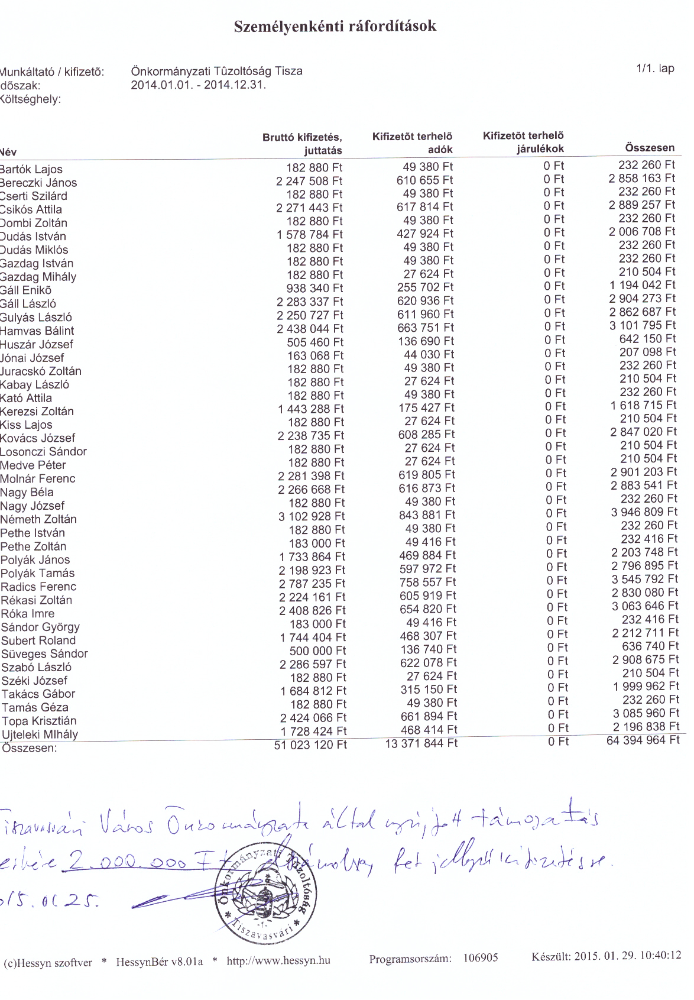 Személyenkénti ráfordítások
Munkáltató / kifizetõ: Önkormányzati Tûzoltóság Tisza 1/1. lap
dõszak: 2014.01.01. - 2014.12.31.
Költséghely:
Név Bruttó kifizetés, juttatás Kifizetõt terhelõ adók Kifizetõt terhelõ járulékok Összesen
Bartók Lajos 182 880 Ft 49 380 Ft 0 Ft 232 260 Ft
Bereczki János 2 247 508 Ft 610 655 Ft 0 Ft 2 858 163 Ft
Cserti Szilárd 182 880 Ft 49 380 Ft 0 Ft 232 260 Ft
Csikós Attila 2 271 443 Ft 617 814 Ft 0 Ft 2 889 257 Ft
Dombi Zoltán 182 880 Ft 49 380 Ft 0 Ft 232 260 Ft
Dudás István 1 578 784 Ft 427 924 Ft 0 Ft 2 006 708 Ft
Dudás Miklós 182 880 Ft 49 380 Ft 0 Ft 232 260 Ft
Gazdag István 182 880 Ft 49 380 Ft 0 Ft 232 260 Ft
Gazdag Mihály 182 880 Ft 27 624 Ft 0 Ft 210 504 Ft
Gáll Enikõ 938 340 Ft 255 702 Ft 0 Ft 1 194 042 Ft
Gáll László 2 283 337 Ft 620 936 Ft 0 Ft 2 904 273 Ft
Gulyás László 2 250 727 Ft 611 960 Ft 0 Ft 2 862 687 Ft
Hamvas Bálint 2 438 044 Ft 663 751 Ft 0 Ft 3 101 795 Ft
Huszár József 505 460 Ft 136 690 Ft 0 Ft 642 150 Ft
Jónai József 163 068 Ft 44 030 Ft 0 Ft 207 098 Ft
Juracskó Zoltán 182 880 Ft 49 380 Ft 0 Ft 232 260 Ft
Kabay László 182 880 Ft 27 624 Ft 0 Ft 210 504 Ft
Kató Attila 182 880 Ft 49 380 Ft 0 Ft 232 260 Ft
Kerezsi Zoltán 1 443 288 Ft 175 427 Ft 0 Ft 1 618 715 Ft
Kiss Lajos 182 880 Ft 27 624 Ft 0 Ft 210 504 Ft
Kovács József 2 238 735 Ft 608 285 Ft 0 Ft 2 847 020 Ft
Losonczi Sándor 182 880 Ft 27 624 Ft 0 Ft 210 504 Ft
Medve Péter 182 880 Ft 27 624 Ft 0 Ft 210 504 Ft
Molnár Ferenc 2 281 398 Ft 619 805 Ft 0 Ft 2 901 203 Ft
Nagy Béla 2 266 668 Ft 616 873 Ft 0 Ft 2 883 541 Ft
Nagy József 182 880 Ft 49 380 Ft 0 Ft 232 260 Ft
Németh Zoltán 3 102 928 Ft 843 881 Ft 0 Ft 3 946 809 Ft
Pethe István 182 880 Ft 49 380 Ft 0 Ft 232 260 Ft
Pethe Zoltán 183 000 Ft 49 416 Ft 0 Ft 232 416 Ft
Polyák János 1 733 864 Ft 469 884 Ft 0 Ft 2 203 748 Ft
Polyák Tamás 2 198 923 Ft 597 972 Ft 0 Ft 2 796 895 Ft
Radics Ferenc 2 787 235 Ft 758 557 Ft 0 Ft 3 545 792 Ft
Rékasi Zoltán 2 224 161 Ft 605 919 Ft 0 Ft 2 830 080 Ft
Róka Imre 2 408 826 Ft 654 820 Ft 0 Ft 3 063 646 Ft
Sándor György 183 000 Ft 49 416 Ft 0 Ft 232 416 Ft
Subert Roland 1 744 404 Ft 468 307 Ft 0 Ft 2 212 711 Ft
Süveges Sándor 500 000 Ft 136 740 Ft 0 Ft 636 740 Ft
Szabó László 2 286 597 Ft 622 078 Ft 0 Ft 2 908 675 Ft
Széki József 182 880 Ft 27 624 Ft 0 Ft 210 504 Ft
Takács Gábor 1 684 812 Ft 315 150 Ft 0 Ft 1 999 962 Ft
Tamás Géza 182 880 Ft 49 380 Ft 0 Ft 232 260 Ft
Topa Krisztián 2 424 066 Ft 661 894 Ft 0 Ft 3 085 960 Ft
Ujteleki MIhály 1 728 424 Ft 468 414 Ft 0 Ft 2 196 838 Ft
Összesen: 51 023 120 Ft 13 371 844 Ft 0 Ft 64 394 964 Ft
Tiszavasvári Város Önkormányzata által nyújtott támogatás
2.000.000 Ft elszámolva, bér jellegű kifizetésre.
015.01.25.
Önkormányzati Tűzoltóság
* Tiszavasvári *
-1-
(c)Hessyn szoftver * HessynBér v8.01a * http://www.hessyn.hu Programsorszám: 106905 Készült: 2015. 01. 29. 10:40:12